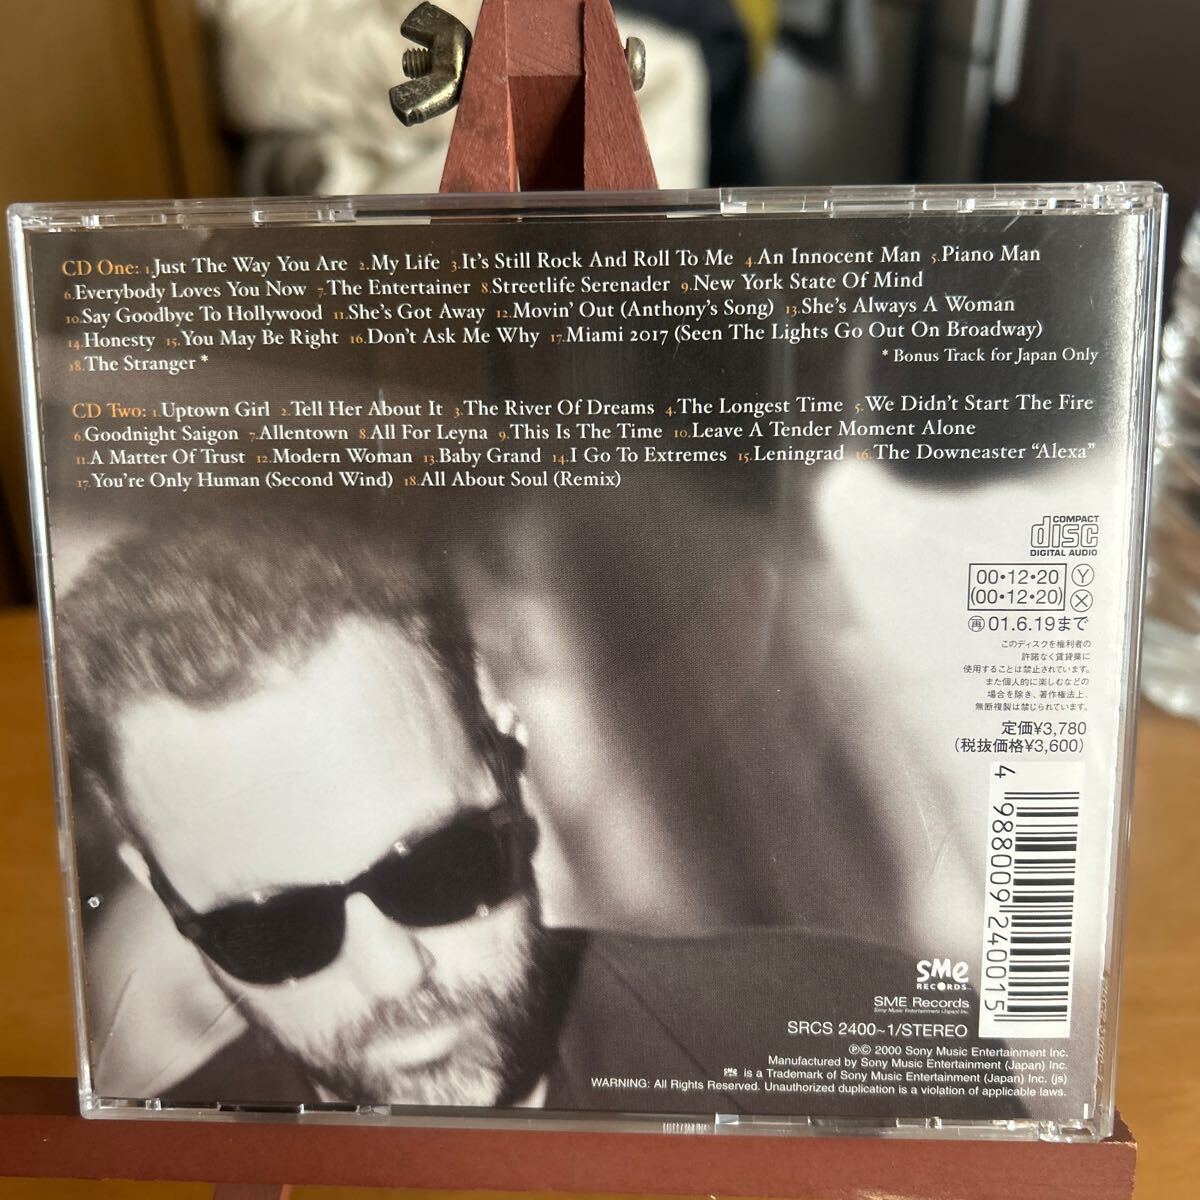 CD One: 1.Just The Way You Are 2.My Life 3.It's Still Rock And Roll To Me 4.An Innocent Man 5.Piano Man
6.Everybody Loves You Now 7.The Entertainer 8.Streetlife Serenader 9.New York State Of Mind
10.Say Goodbye To Hollywood 11.She's Got Away 12.Movin' Out (Anthony's Song) 13.She's Always A Woman
14.Honesty 15.You May Be Right 16.Don't Ask Me Why 17.Miami 2017 (Seen The Lights Go Out On Broadway)
18.The Stranger *
* Bonus Track for Japan Only
CD Two: 1.Uptown Girl 2.Tell Her About It 3.The River Of Dreams 4.The Longest Time 5.We Didn't Start The Fire
6.Goodnight Saigon 7.Allentown 8.All For Leyna 9.This Is The Time 10.Leave A Tender Moment Alone
11.A Matter Of Trust 12.Modern Woman 13.Baby Grand 14.I Go To Extremes 15.Leningrad 16.The Downeaster "Alexa"
17.You're Only Human (Second Wind) 18.All About Soul (Remix)
COMPACT
disc
DIGITAL AUDIO
00•12•20 Ⓨ
(00•12•20) Ⓧ
㊢01.6.19まで
このディスクを権利者の
許諾なく賃貸業に
使用することは禁止されています。
また個人的に楽しむなどの
場合を除き、著作権法上、
無断複製は禁じられています。
定価¥3,780
(税抜価格¥3,600)
4 988009 240015
SMe
RECORDS
SME Records
Sony Music Entertainment (Japan) Inc.
SRCS 2400~1/STEREO
℗© 2000 Sony Music Entertainment Inc.
Manufactured by Sony Music Entertainment (Japan) Inc.
SMe is a Trademark of Sony Music Entertainment (Japan) Inc. (js)
WARNING: All Rights Reserved. Unauthorized duplication is a violation of applicable laws.